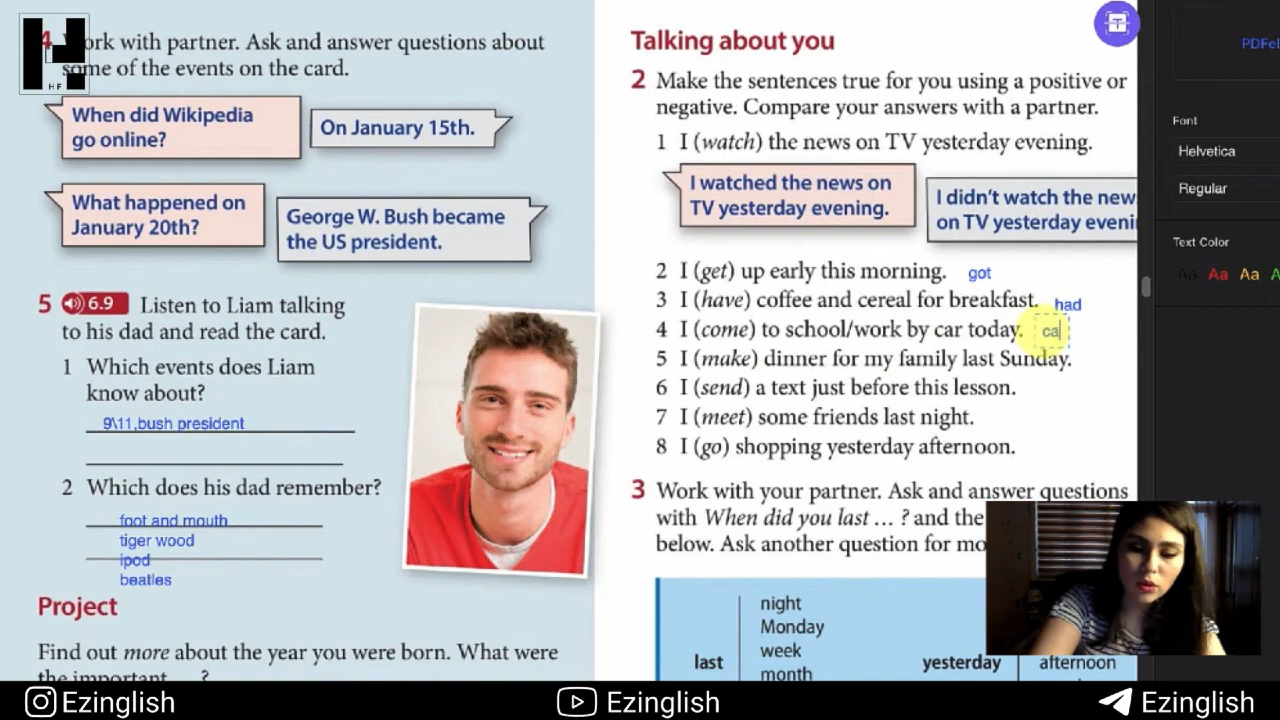 4 Work with partner. Ask and answer questions about
some of the events on the card.
HF
When did Wikipedia
go online?
On January 15th.
What happened on
January 20th?
George W. Bush became
the US president.
5 6.9 Listen to Liam talking
to his dad and read the card.
1 Which events does Liam
know about?
9\11,bush president
2 Which does his dad remember?
foot and mouth
tiger wood
ipod
beatles
Project
Find out more about the year you were born. What were
the important … ?
Talking about you
2 Make the sentences true for you using a positive or
negative. Compare your answers with a partner.
1 I (watch) the news on TV yesterday evening.
I watched the news on
TV yesterday evening.
I didn't watch the new
on TV yesterday eveni
2 I (get) up early this morning. got
3 I (have) coffee and cereal for breakfast. had
4 I (come) to school/work by car today. ca
5 I (make) dinner for my family last Sunday.
6 I (send) a text just before this lesson.
7 I (meet) some friends last night.
8 I (go) shopping yesterday afternoon.
3 Work with your partner. Ask and answer questions
with When did you last … ? and the
below. Ask another question for mo
last
night
Monday
week
month
yesterday
afternoon
PDFel
Font
Helvetica
Regular
Text Color
Aa Aa Aa A
Ezinglish
Ezinglish
Ezinglish